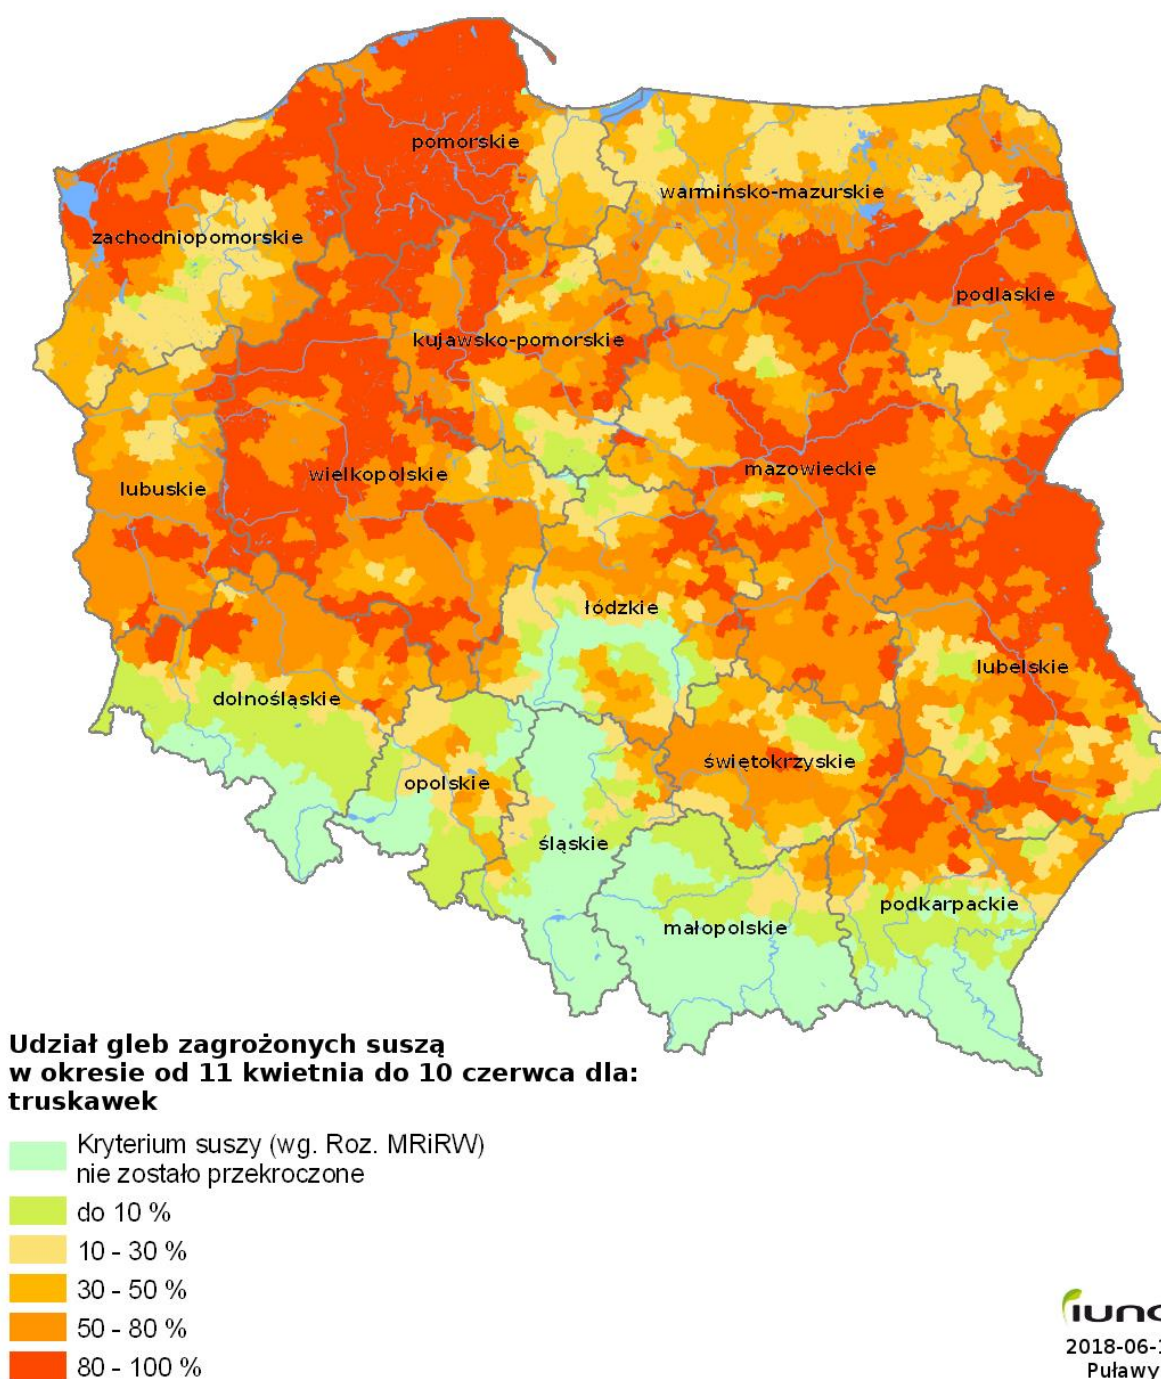 pomorskie
warmińsko-mazurskie
zachodniopomorskie
podlaskie
kujawsko-pomorskie
mazowieckie
wielkopolskie
lubuskie
łódzkie
lubelskie
dolnośląskie
świętokrzyskie
opolskie
śląskie
podkarpackie
małopolskie
Udział gleb zagrożonych suszą
w okresie od 11 kwietnia do 10 czerwca dla:
truskawek
Kryterium suszy (wg. Roz. MRiRW)
nie zostało przekroczone
do 10 %
10 - 30 %
30 - 50 %
50 - 80 %
80 - 100 %
Puławy